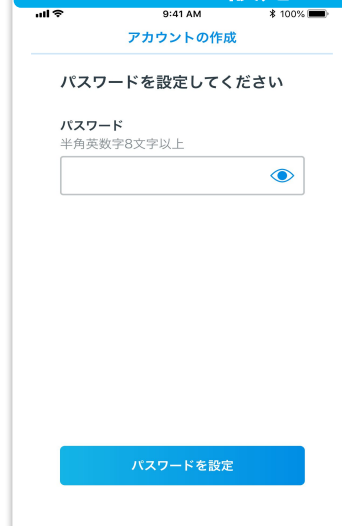 9:41 AM 100%
アカウントの作成
パスワードを設定してください
パスワード
半角英数字8文字以上
パスワードを設定